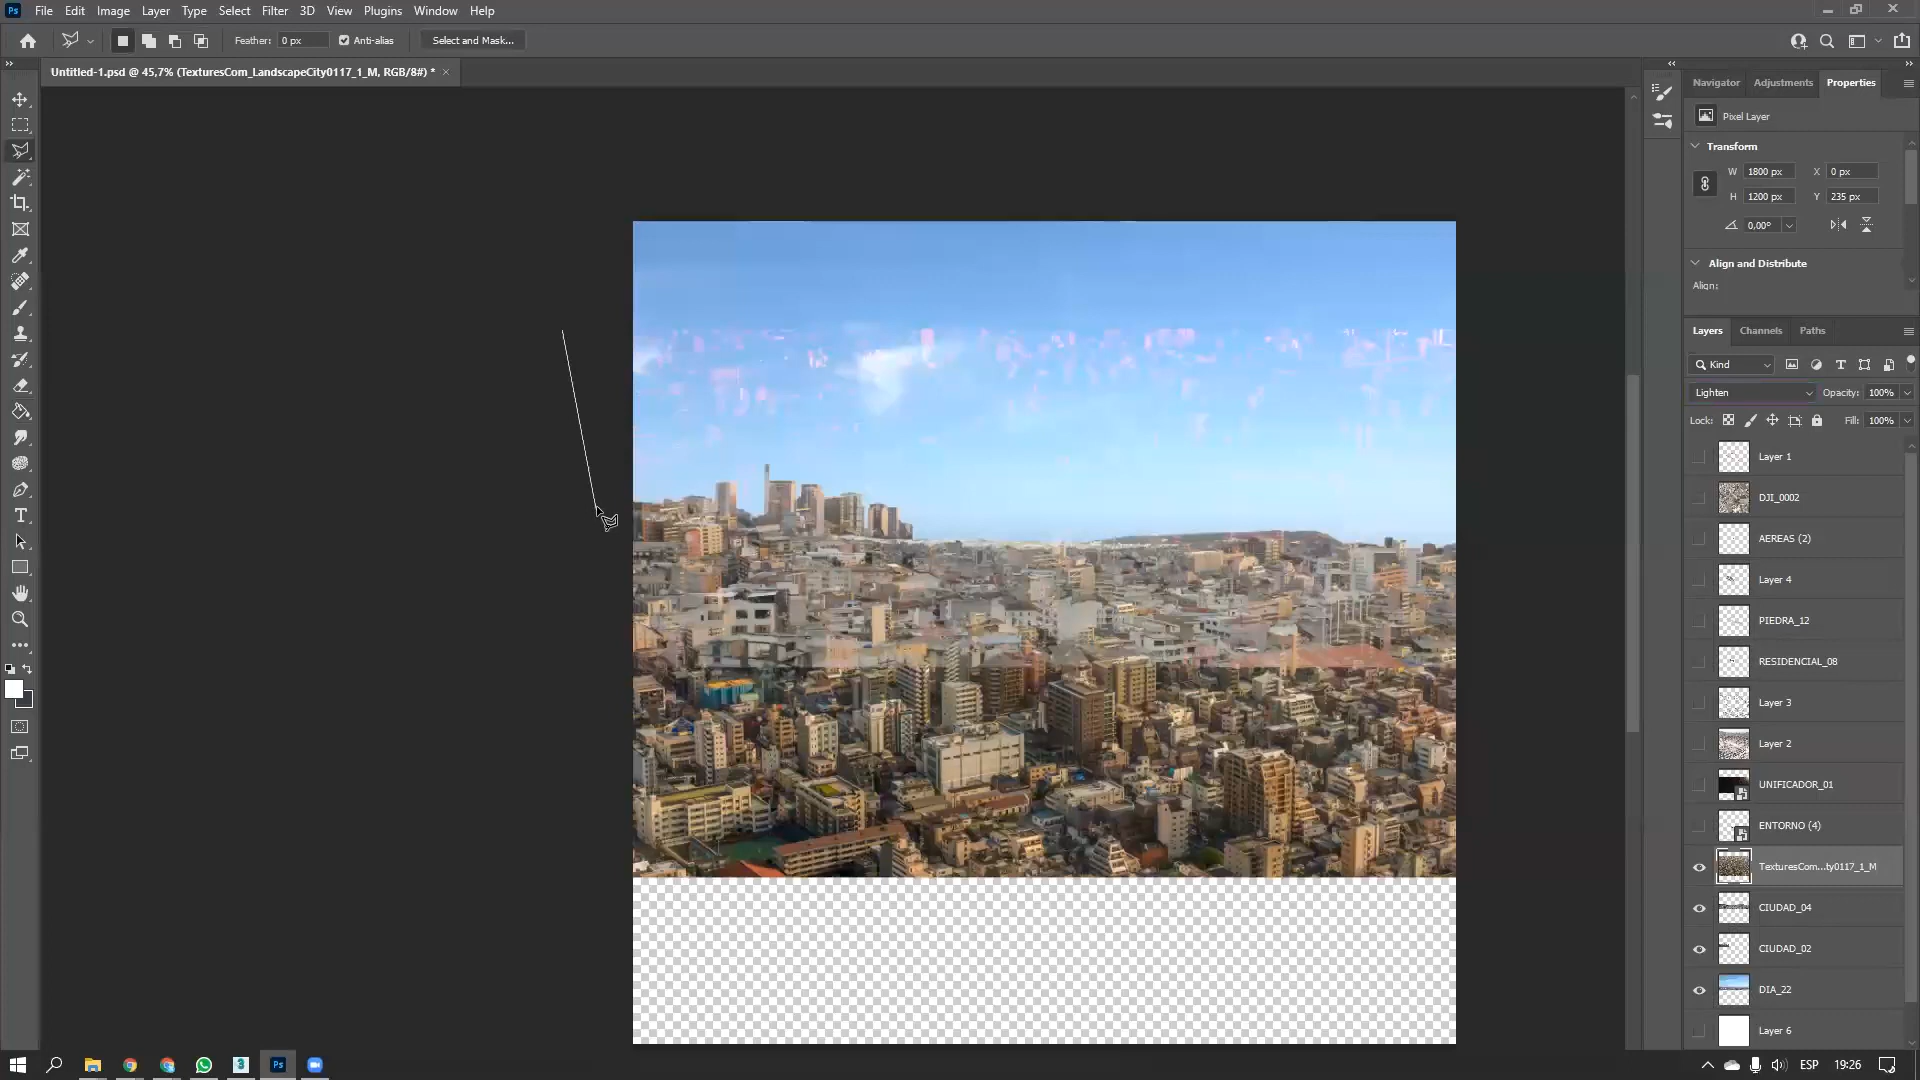 Ps File Edit Image Layer Type Select Filter 3D View Plugins Window Help
Feather: 0 px Anti-alias Select and Mask...
Untitled-1.psd @ 45,7% (TexturesCom_LandscapeCity0117_1_M, RGB/8#) *
Navigator Adjustments Properties
Pixel Layer
Transform
W 1800 px X 0 px
H 1200 px Y 235 px
0,00°
Align and Distribute
Align:
Layers Channels Paths
Kind
Lighten Opacity: 100%
Lock: Fill: 100%
Layer 1
DJI_0002
AEREAS (2)
Layer 4
PIEDRA_12
RESIDENCIAL_08
Layer 3
Layer 2
UNIFICADOR_01
ENTORNO (4)
TexturesCom...ty0117_1_M
CIUDAD_04
CIUDAD_02
DIA_22
Layer 6
3 Ps ESP 19:26